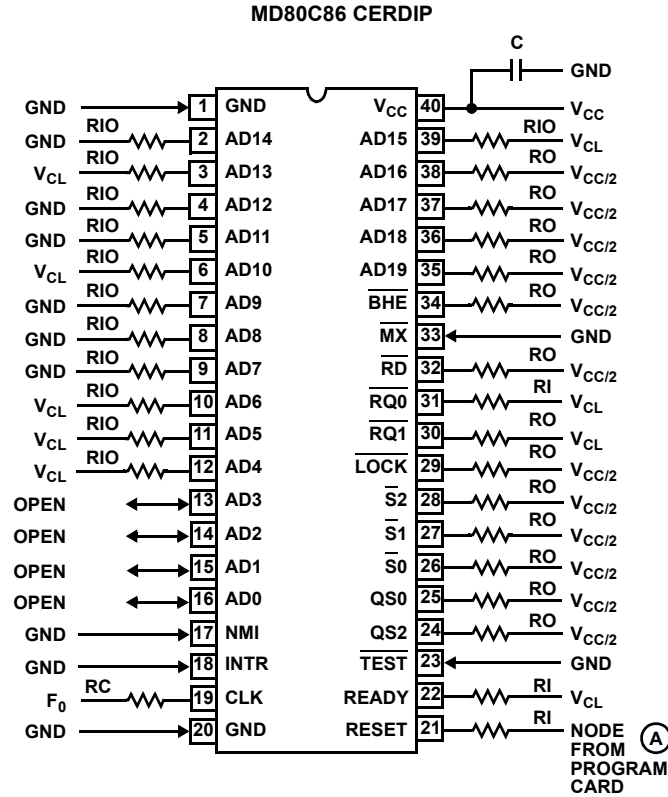 MD80C86 CERDIP
C
GND
GND 1 GND VCC 40 VCC
GND RIO 2 AD14 AD15 39 RIO VCL
VCL RIO 3 AD13 AD16 38 RO VCC/2
GND RIO 4 AD12 AD17 37 RO VCC/2
GND RIO 5 AD11 AD18 36 RO VCC/2
VCL RIO 6 AD10 AD19 35 RO VCC/2
GND RIO 7 AD9 BHE 34 RO VCC/2
GND RIO 8 AD8 MX 33 GND
GND RIO 9 AD7 RD 32 RO VCC/2
VCL RIO 10 AD6 RQ0 31 RI VCL
VCL RIO 11 AD5 RQ1 30 RO VCL
VCL RIO 12 AD4 LOCK 29 RO VCC/2
OPEN 13 AD3 S2 28 RO VCC/2
OPEN 14 AD2 S1 27 RO VCC/2
OPEN 15 AD1 S0 26 RO VCC/2
OPEN 16 AD0 QS0 25 RO VCC/2
GND 17 NMI QS2 24 RO VCC/2
GND 18 INTR TEST 23 GND
F0 RC 19 CLK READY 22 RI VCL
GND 20 GND RESET 21 RI NODE A
FROM
PROGRAM
CARD